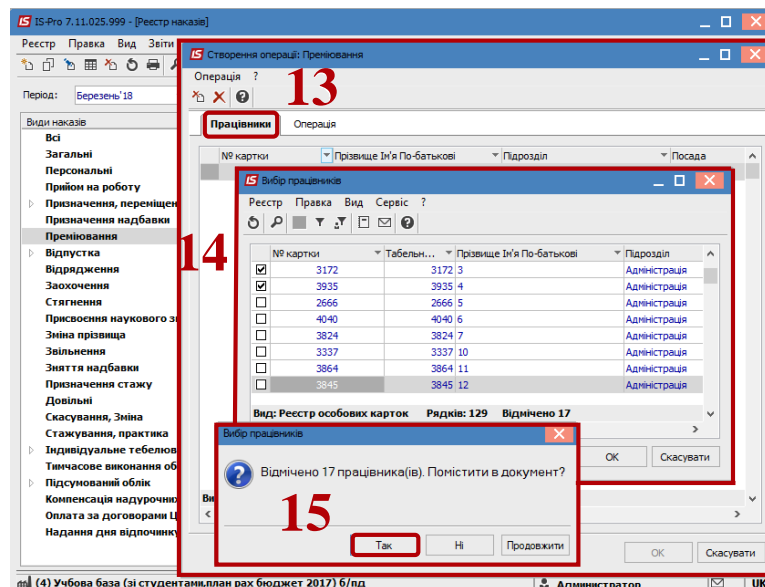 IS-Pro 7.11.025.999 - [Реєстр наказів]
Реєстр Правка Вид Звіти
Період: Березень'18
Види наказів
Всі
Загальні
Персональні
Прийом на роботу
Призначення, переміщен
Призначення надбавки
Преміювання
Відпустка
Відрядження
Заохочення
Стягнення
Присвоєння наукового з
Зміна прізвища
Звільнення
Зняття надбавки
Призначення стажу
Довільні
Скасування, Зміна
Стажування, практика
Індивідуальне тебелюв
Тимчасове виконання об
Підсумований облік
Компенсація надурочних
Оплата за договорами Ц
Надання дня відпочинку
Створення операції: Преміювання
Операція ?
13
Працівники Операція
№ картки Прізвище Ім'я По-батькові Підрозділ Посада
14
Вибір працівників
Реєстр Правка Вид Сервіс ?
№ картки Табельн... Прізвище Ім'я По-батькові Підрозділ
3172 3172 3 Адміністрація
3935 3935 4 Адміністрація
2666 2666 5 Адміністрація
4040 4040 6 Адміністрація
3824 3824 7 Адміністрація
3337 3337 10 Адміністрація
3864 3864 11 Адміністрація
3845 3845 12 Адміністрація
Вид: Реєстр особових карток Рядків: 129 Відмічено 17
ОК Скасувати
Ви
Вибір працівників
Відмічено 17 працівника(ів). Помістити в документ?
15
Так Ні Продовжити
ОК Скасувати
(4) Учбова база (зі студентами,план рах бюджет 2017) б/пд Администратор UK